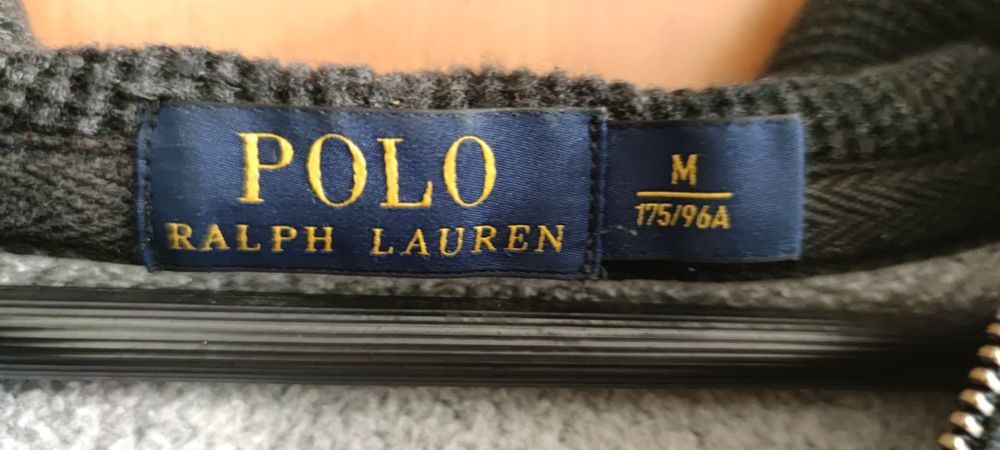 POLO
RALPH LAUREN
M
175/96A